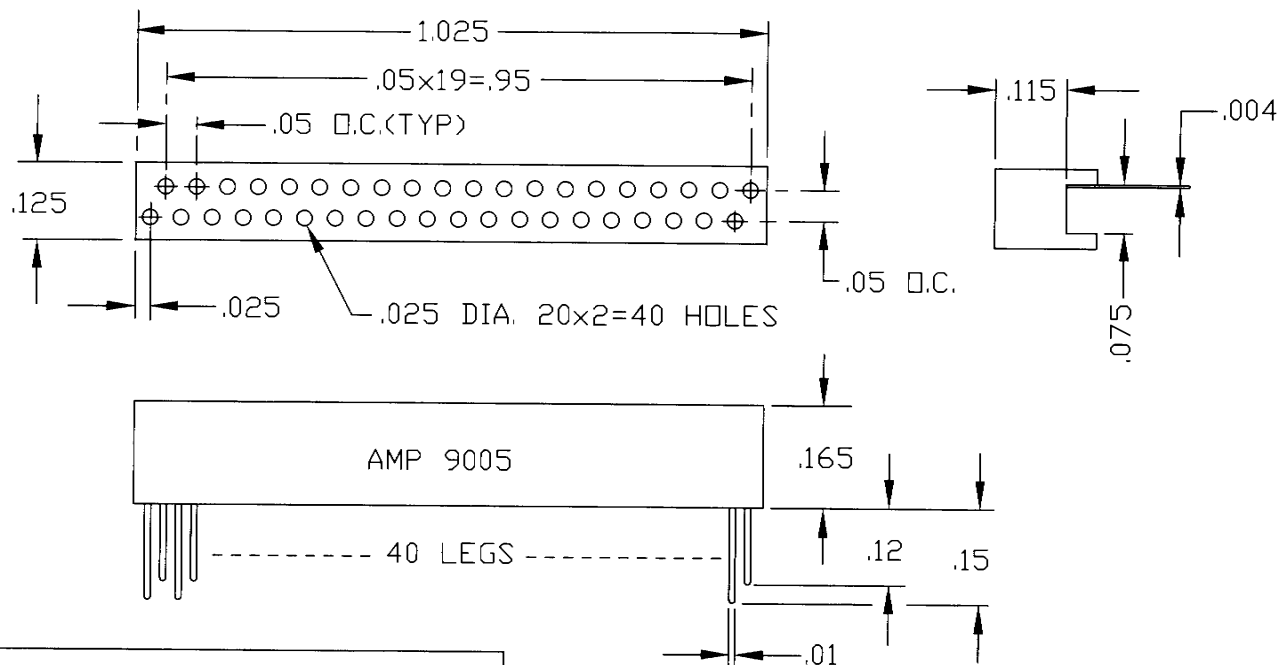 1.025
.05x19=.95
.115
.004
.05 O.C.(TYP)
.125
.05 O.C.
.025
.025 DIA. 20x2=40 HOLES
.075
AMP 9005
.165
40 LEGS
.12
.15
.01